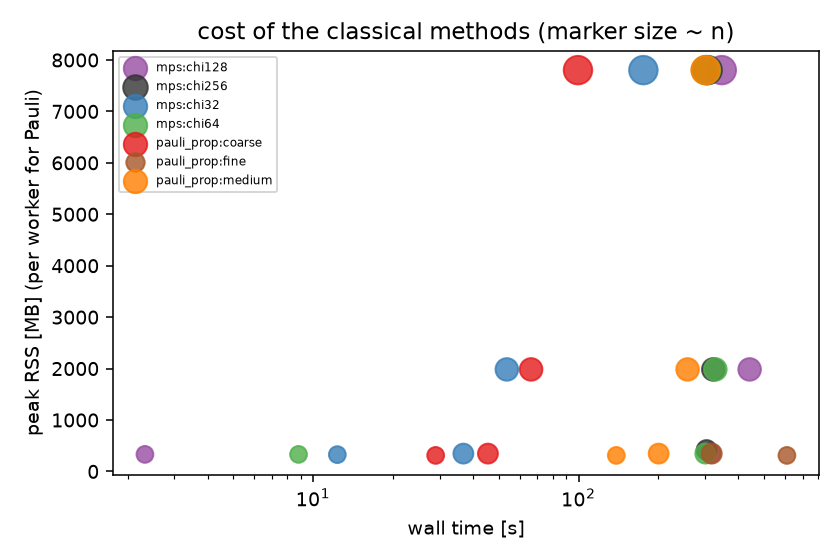 cost of the classical methods (marker size ~ n)
peak RSS [MB] (per worker for Pauli)
8000
7000
6000
5000
4000
3000
2000
1000
0
mps:chi128
mps:chi256
mps:chi32
mps:chi64
pauli_prop:coarse
pauli_prop:fine
pauli_prop:medium
10¹
10²
wall time [s]